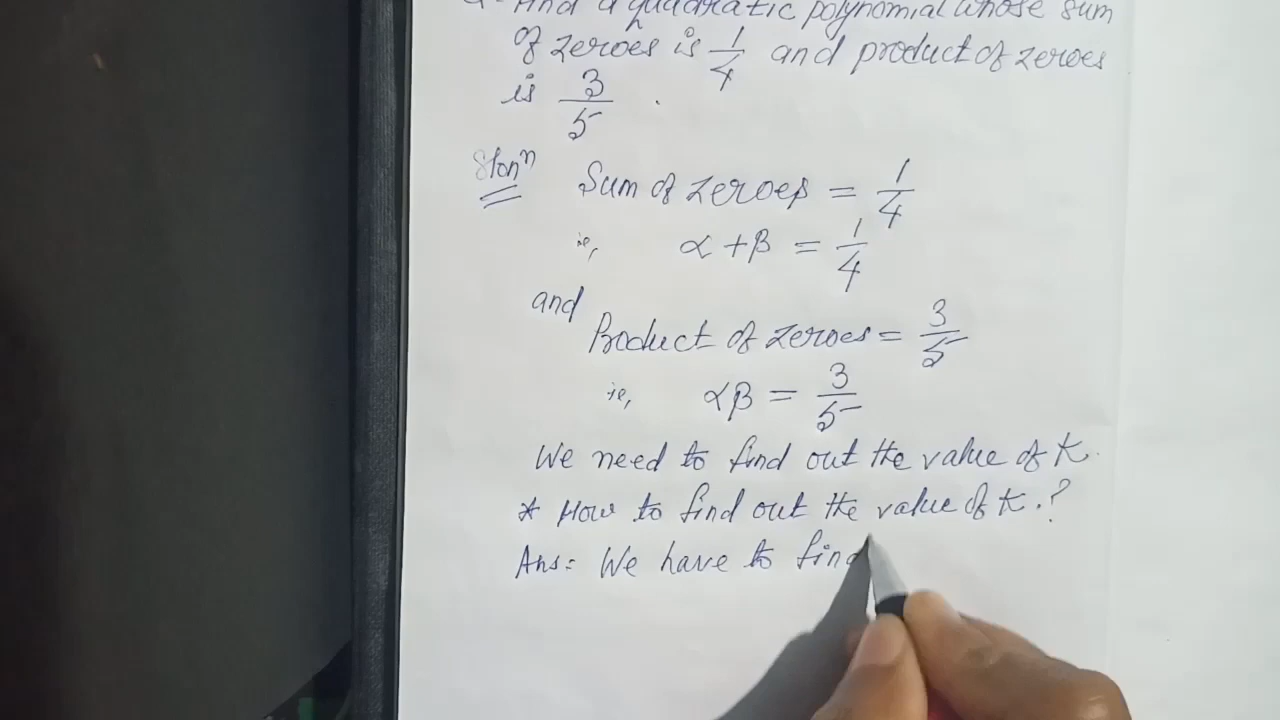 Find a quadratic polynomial whose sum
of zeroes is 1/4 and product of zeroes
is 3/5 .
Sum of zeroes = 1/4
ie, α + β = 1/4
and
Product of zeroes = 3/5
ie, αβ = 3/5
We need to find out the value of K.
* How to find out the value of K.?
Ans: We have to find